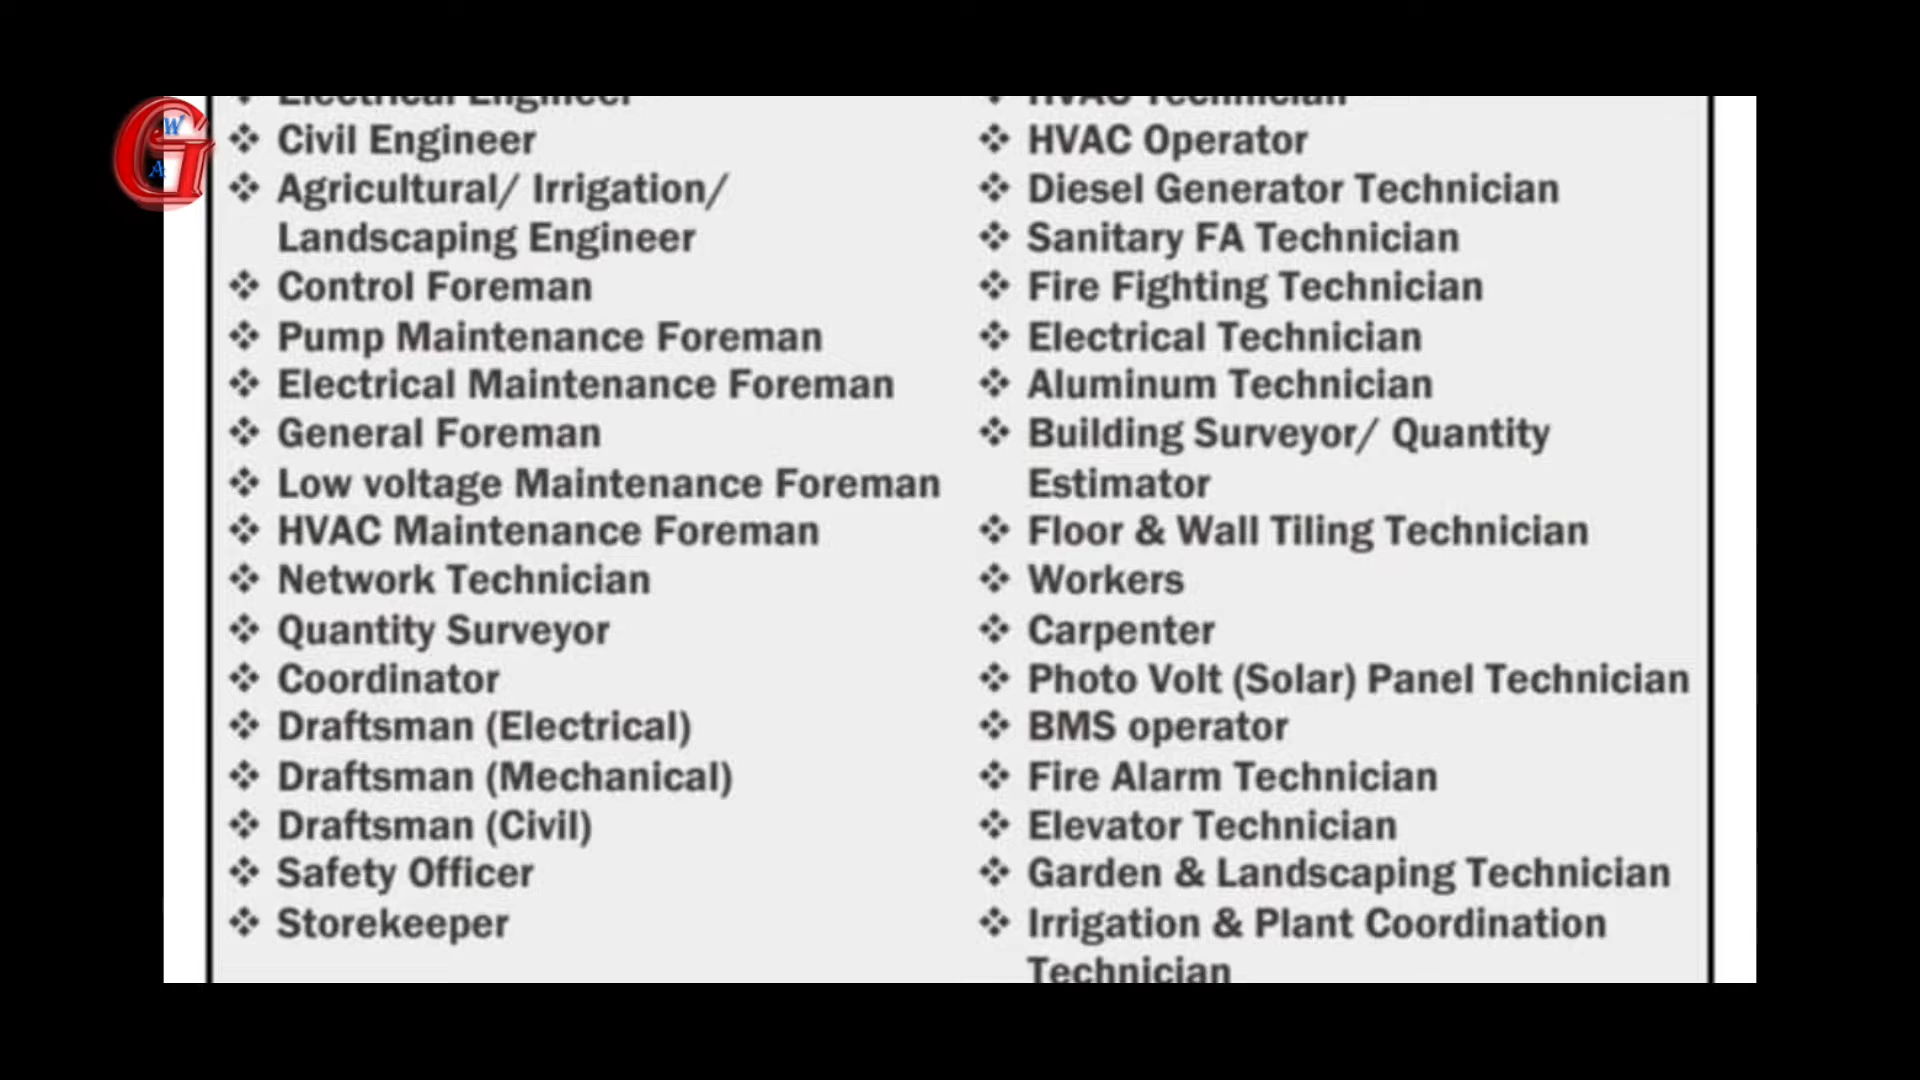 Electrical Engineer
Civil Engineer
Agricultural/ Irrigation/
Landscaping Engineer
Control Foreman
Pump Maintenance Foreman
Electrical Maintenance Foreman
General Foreman
Low voltage Maintenance Foreman
HVAC Maintenance Foreman
Network Technician
Quantity Surveyor
Coordinator
Draftsman (Electrical)
Draftsman (Mechanical)
Draftsman (Civil)
Safety Officer
Storekeeper
HVAC Technician
HVAC Operator
Diesel Generator Technician
Sanitary FA Technician
Fire Fighting Technician
Electrical Technician
Aluminum Technician
Building Surveyor/ Quantity
Estimator
Floor & Wall Tiling Technician
Workers
Carpenter
Photo Volt (Solar) Panel Technician
BMS operator
Fire Alarm Technician
Elevator Technician
Garden & Landscaping Technician
Irrigation & Plant Coordination
Technician
G
W
A